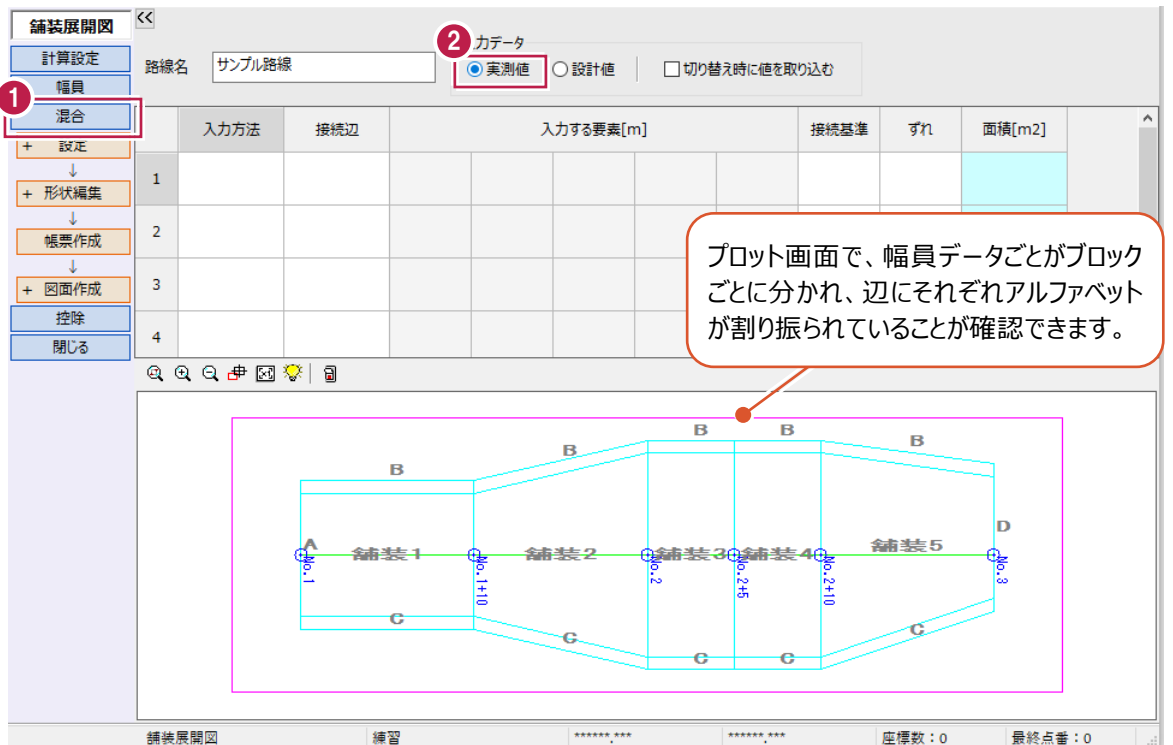 舗装展開図
<<
計算設定
幅員
1
混合
+ 設定
↓
+ 形状編集
↓
帳票作成
↓
+ 図面作成
控除
閉じる
路線名 サンプル路線
2
力データ
実測値 設計値 切り替え時に値を取り込む
入力方法 接続辺 入力する要素[m] 接続基準 ずれ 面積[m2]
1
2
3
4
プロット画面で、幅員データごとがブロック
ごとに分かれ、辺にそれぞれアルファベット
が割り振られていることが確認できます。
B B B B B
A 舗装1 舗装2 舗装3 舗装4 舗装5 D
No.1 No.1+10 No.2 No.2+5 No.2+10 No.3
C C C C C
舗装展開図 練習 ******.*** ******.*** 座標数：0 最終点番：0